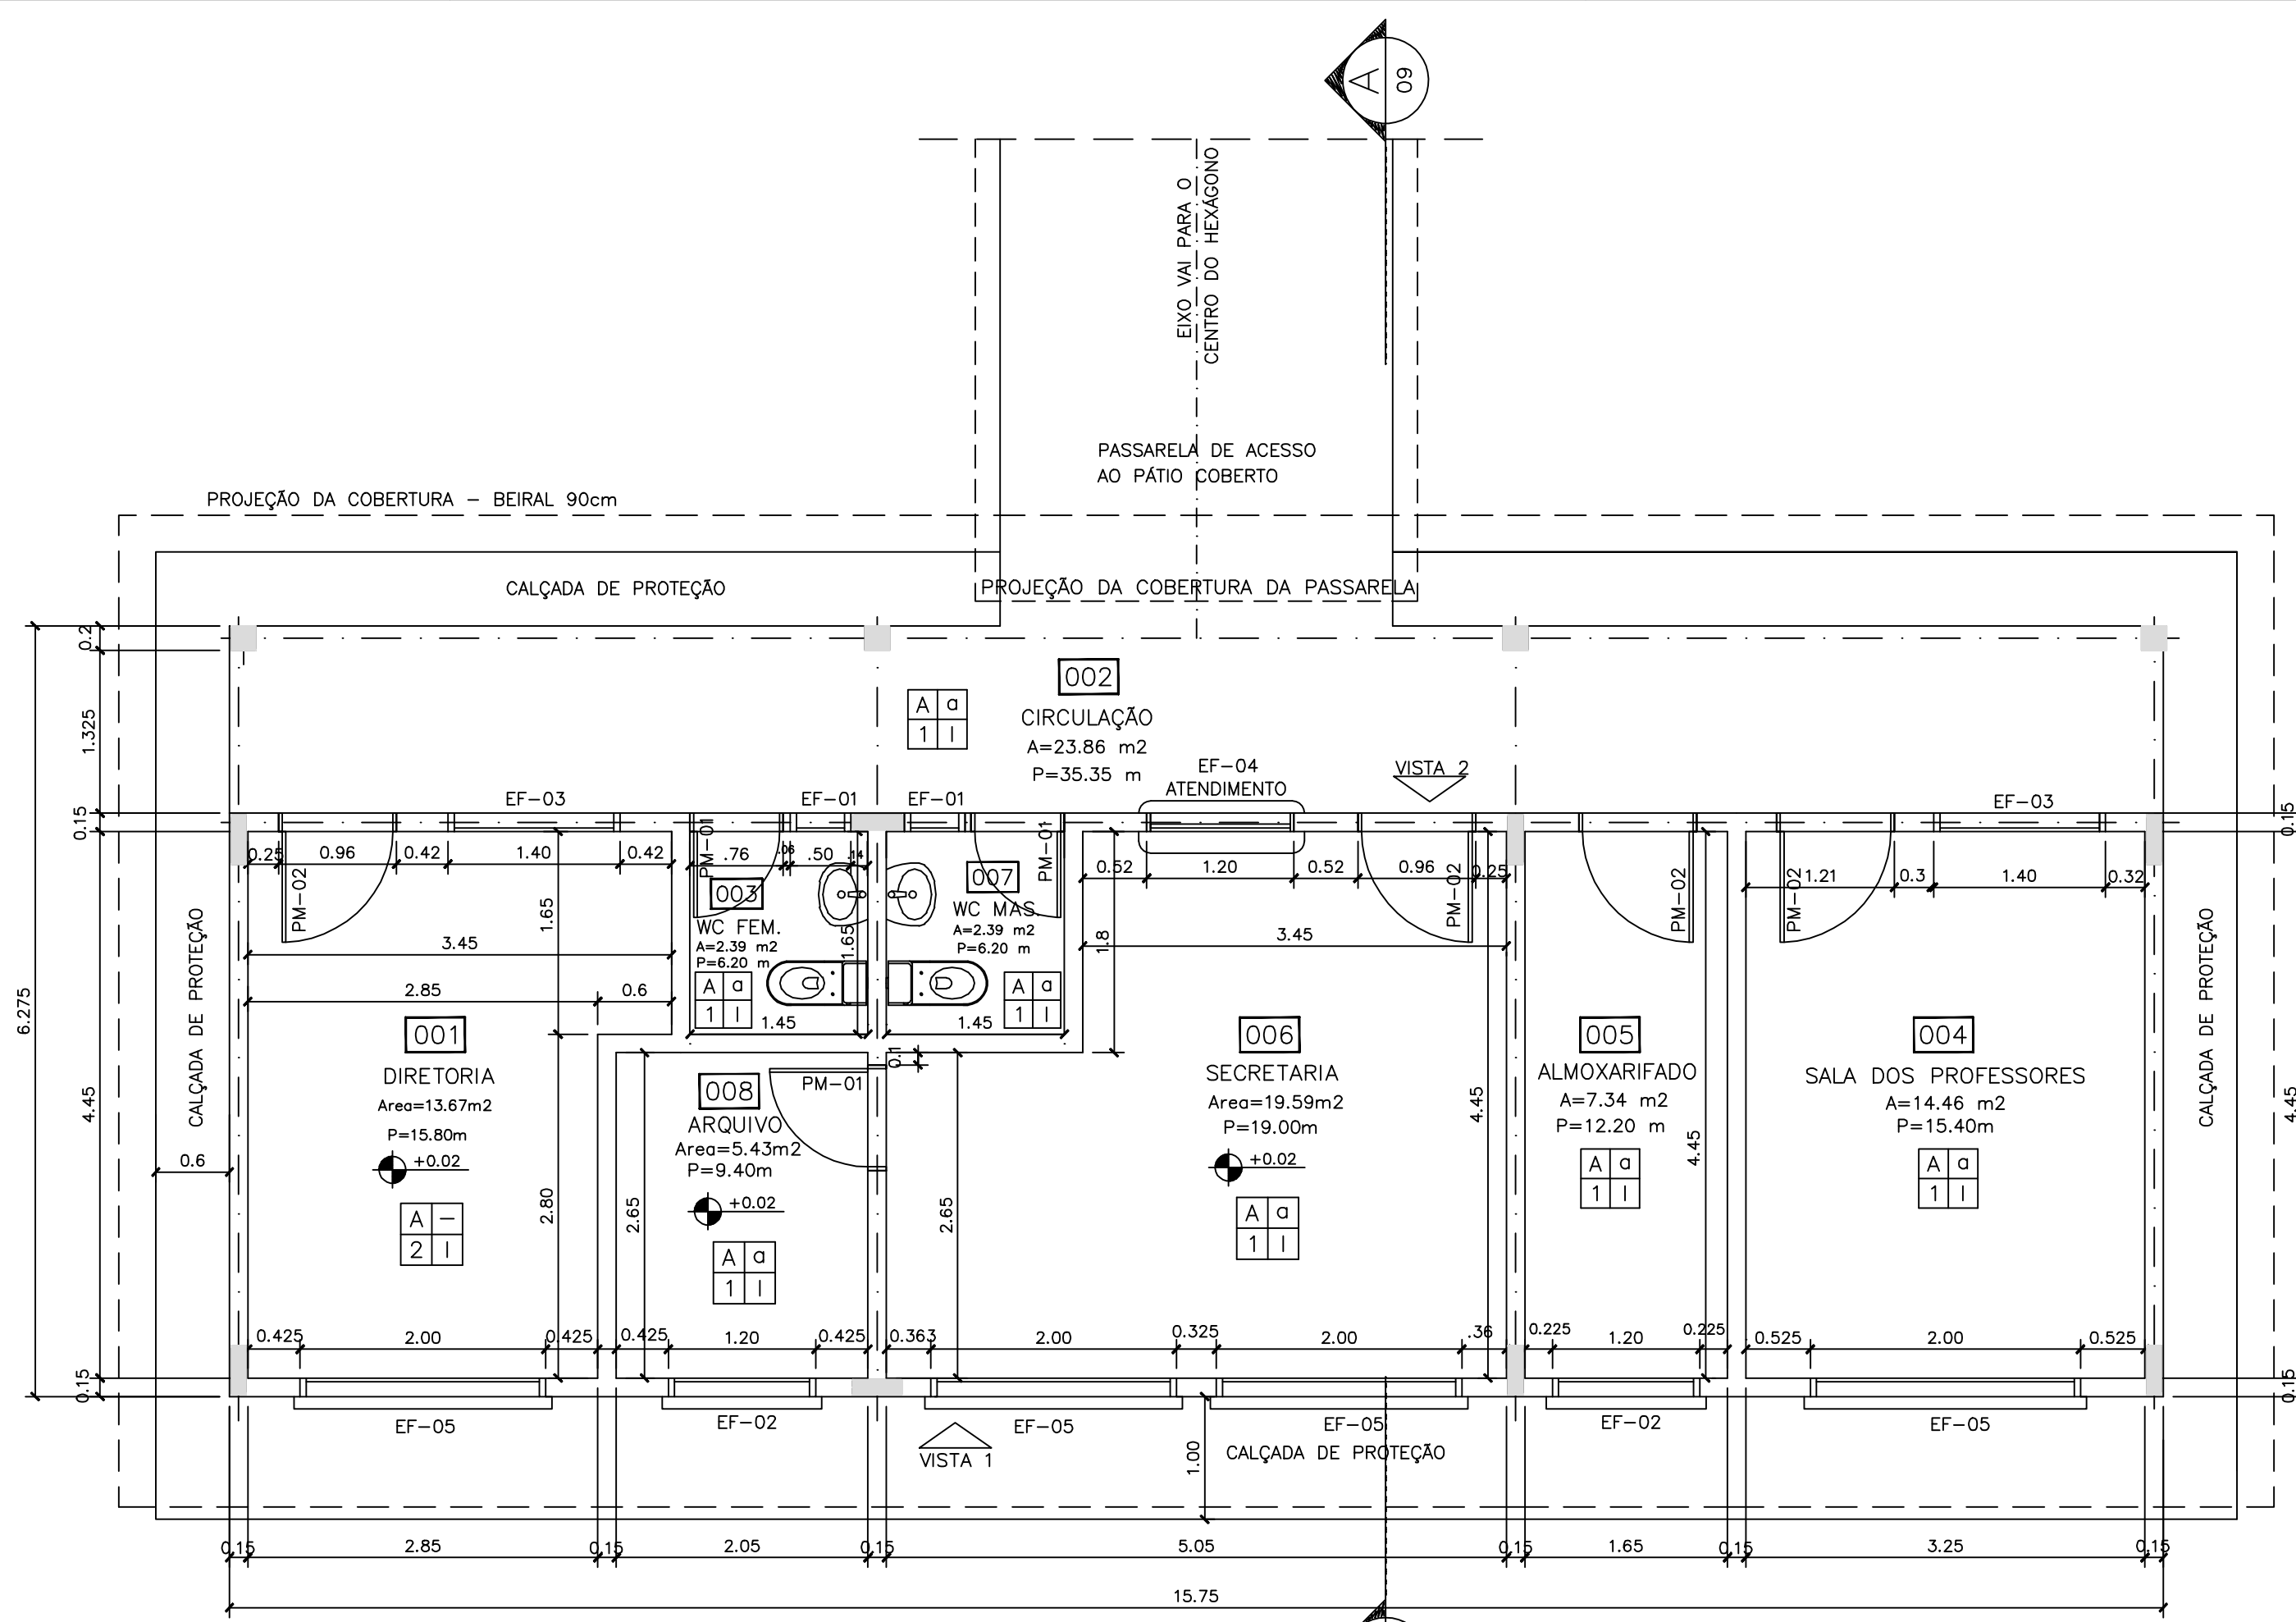 A
09
EIXO VAI PARA O
CENTRO DO HEXÁGONO
PASSARELA DE ACESSO
AO PÁTIO COBERTO
PROJEÇÃO DA COBERTURA – BEIRAL 90cm
CALÇADA DE PROTEÇÃO
PROJEÇÃO DA COBERTURA DA PASSARELA
0.2
1.325
0.15
4.45
0.15
6.275
002
CIRCULAÇÃO
A=23.86 m2
P=35.35 m
A a
1 I
EF-04
ATENDIMENTO
VISTA 2
EF-03
EF-01
EF-01
EF-03
0.15
0.25
0.96
0.42
1.40
0.42
PM-02
PM-01
.76
.06
.50
.14
PM-01
0.52
1.20
0.52
0.96
0.25
PM-02
PM-02
PM-02
1.21
0.3
1.40
0.32
CALÇADA DE PROTEÇÃO
1.65
3.45
2.85
0.6
003
WC FEM.
A=2.39 m2
P=6.20 m
A a
1 I
1.65
1.45
007
WC MAS.
A=2.39 m2
P=6.20 m
A a
1 I
1.45
1.8
3.45
CALÇADA DE PROTEÇÃO
001
DIRETORIA
Area=13.67m2
P=15.80m
+0.02
A –
2 I
2.80
0.6
008
ARQUIVO
Area=5.43m2
P=9.40m
+0.02
A a
1 I
PM-01
0.1
2.65
2.65
006
SECRETARIA
Area=19.59m2
P=19.00m
+0.02
A a
1 I
4.45
005
ALMOXARIFADO
A=7.34 m2
P=12.20 m
A a
1 I
4.45
004
SALA DOS PROFESSORES
A=14.46 m2
P=15.40m
A a
1 I
4.45
0.425
2.00
0.425
0.425
1.20
0.425
0.363
2.00
0.325
2.00
.36
0.225
1.20
0.225
0.525
2.00
0.525
0.15
EF-05
EF-02
EF-05
EF-05
EF-02
EF-05
VISTA 1
1.00
CALÇADA DE PROTEÇÃO
0.15
2.85
0.15
2.05
0.15
5.05
0.15
1.65
0.15
3.25
0.15
15.75